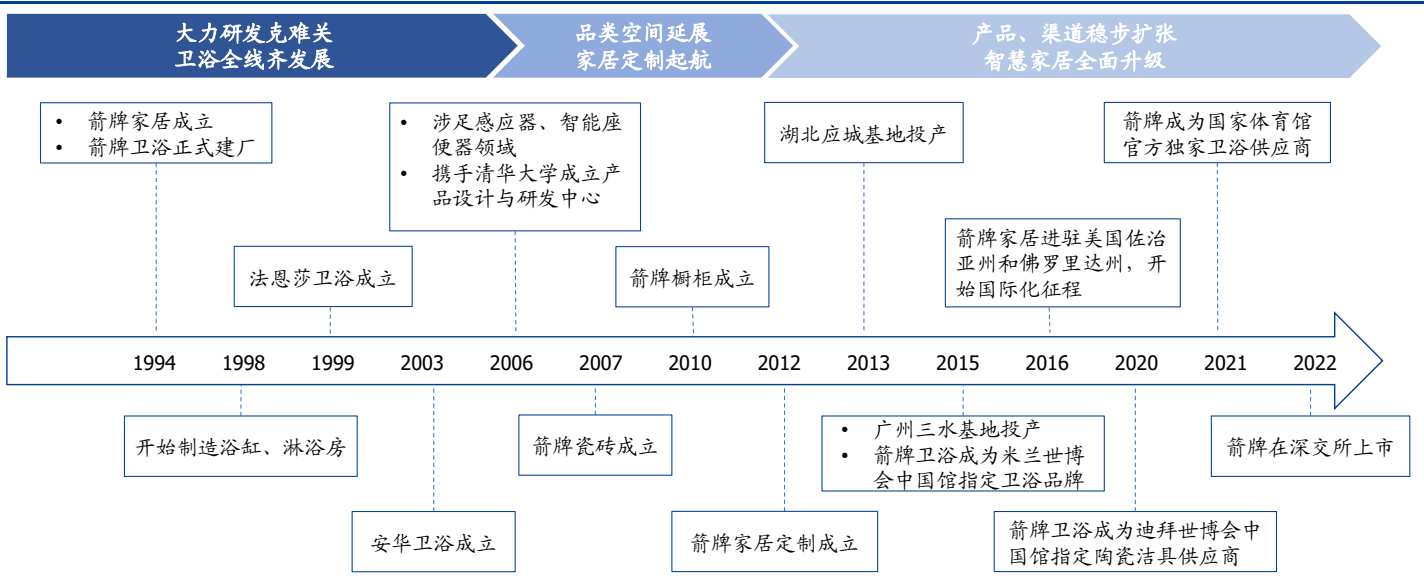 大力研发克难关
卫浴全线齐发展
品类空间延展
家居定制起航
产品、渠道稳步扩张
智慧家居全面升级
• 箭牌家居成立
• 箭牌卫浴正式建厂
• 涉足感应器、智能座
便器领域
• 携手清华大学成立产
品设计与研发中心
湖北应城基地投产
箭牌成为国家体育馆
官方独家卫浴供应商
法恩莎卫浴成立
箭牌橱柜成立
箭牌家居进驻美国佐治
亚州和佛罗里达州，开
始国际化征程
1994 1998 1999 2003 2006 2007 2010 2012 2013 2015 2016 2020 2021 2022
开始制造浴缸、淋浴房
箭牌瓷砖成立
• 广州三水基地投产
• 箭牌卫浴成为米兰世博
会中国馆指定卫浴品牌
箭牌在深交所上市
安华卫浴成立
箭牌家居定制成立
箭牌卫浴成为迪拜世博会中
国馆指定陶瓷洁具供应商